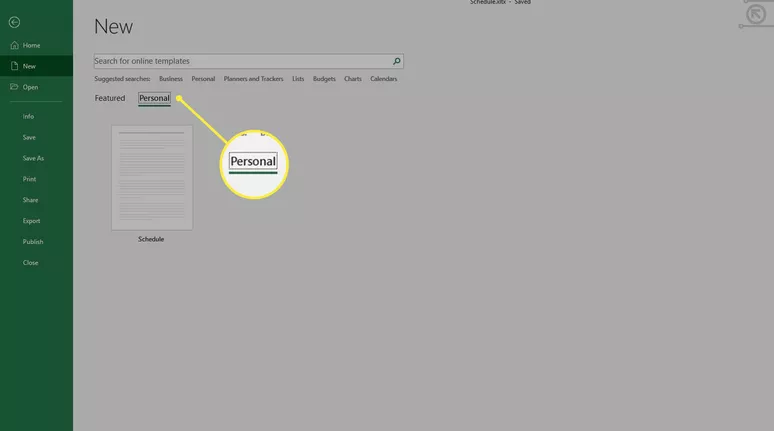 Schedule.xltx - Saved
New
Home
New
Open
Info
Save
Save As
Print
Share
Export
Publish
Close
Search for online templates
Suggested searches: Business Personal Planners and Trackers Lists Budgets Charts Calendars
Featured Personal
Personal
Schedule